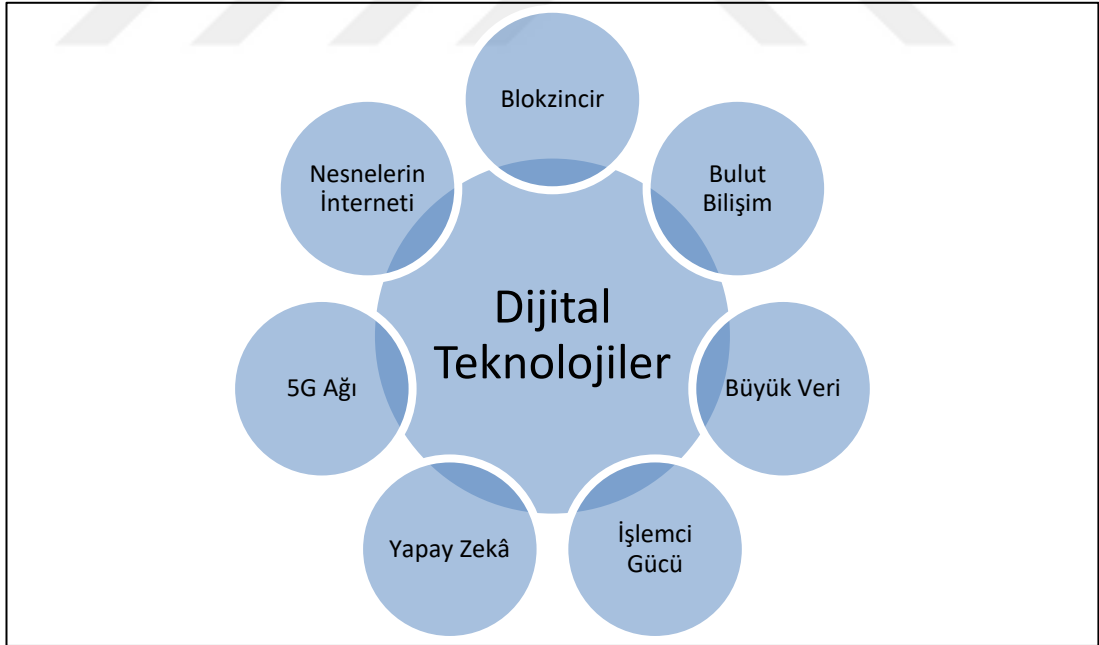 Blokzincir
Bulut
Bilişim
Büyük Veri
İşlemci
Gücü
Yapay Zekâ
5G Ağı
Nesnelerin
İnterneti
Dijital
Teknolojiler